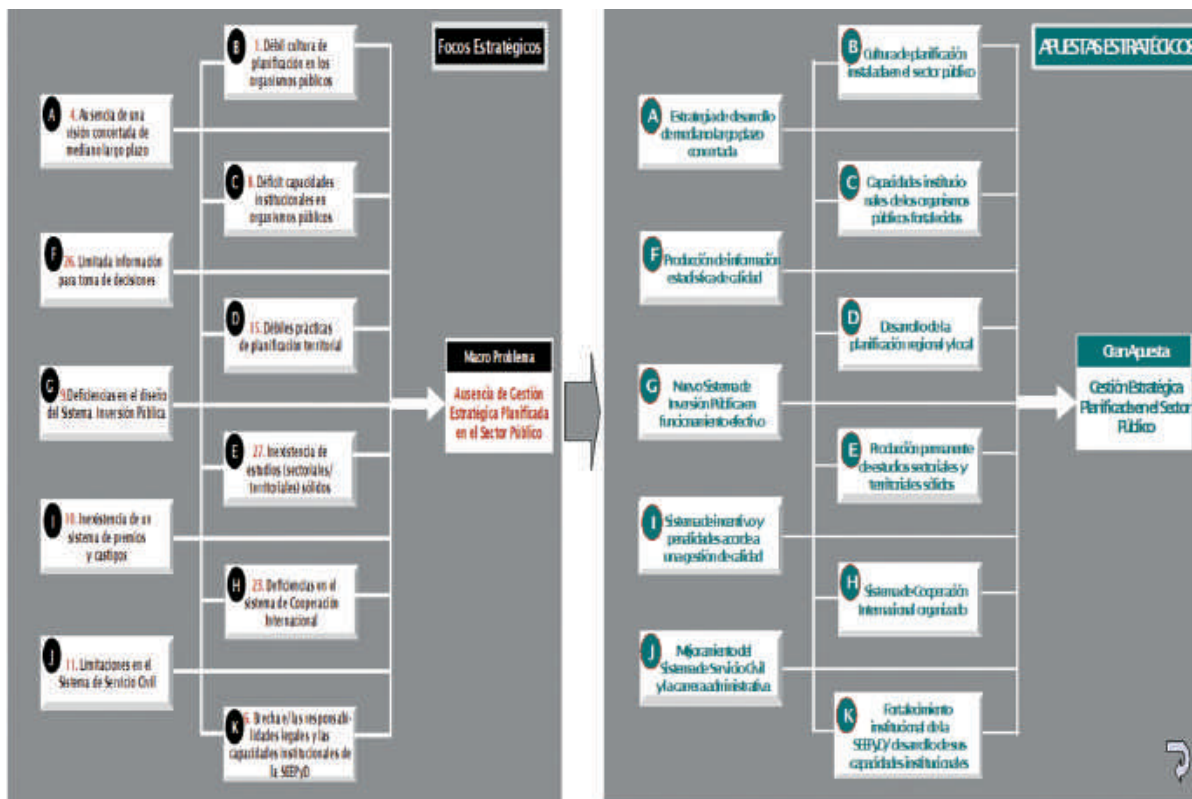 Focos Estratégicos
B
1. Débil cultura de
planificación en los
organismos públicos
A
4. Ausencia de una
visión concertada de
mediano largo plazo
C
8. Déficit capacidades
institucionales en
organismos públicos
F
26. Limitada información
para toma de decisiones
D
15. Débiles prácticas
de planificación territorial
G
9. Deficiencias en el diseño
del Sistema Inversión Pública
Macro Problema
Ausencia de Gestión
Estratégica Planificada
en el Sector Público
E
27. Inexistencia de
estudios (sectoriales/
territoriales) sólidos
I
10. Inexistencia de un
sistema de premios
y castigos
H
23. Deficiencias en el
sistema de Cooperación
Internacional
J
11. Limitaciones en el
Sistema de Servicio Civil
K
Brecha e/las responsabi-
lidades legales y las
capacidades institucionales de
la SEEPyD
APUESTAS ESTRATÉGICOS
B
Cultura de planificación
instalada en el sector público
A
Estrategia de desarrollo
de mediano largo plazo
concertada
C
Capacidades institucio
nales de los organismos
públicos fortalecidas
F
Producción de información
estadísitca de calidad
D
Desarrollo de la
planificación regional y local
G
Nuevo Sistema de
Inversión Pública en
funcionamiento efectivo
Gran Apuesta
Gestión Estratégica
Planificada en el Sector
Público
E
Producción permanente
de estudios sectoriales y
territoriales sólidos
I
Sistema de incentivo y
penalidades acorde a
una gestión de calidad
H
Sistema de Cooperación
Internacional organizado
J
Mejoramiento del
Sistema de Servicio Civil
y la carrera administrativa
K
Fortalecimiento
institucional de la
SEEPyD/ desarrollo de sus
capacidades institucionales